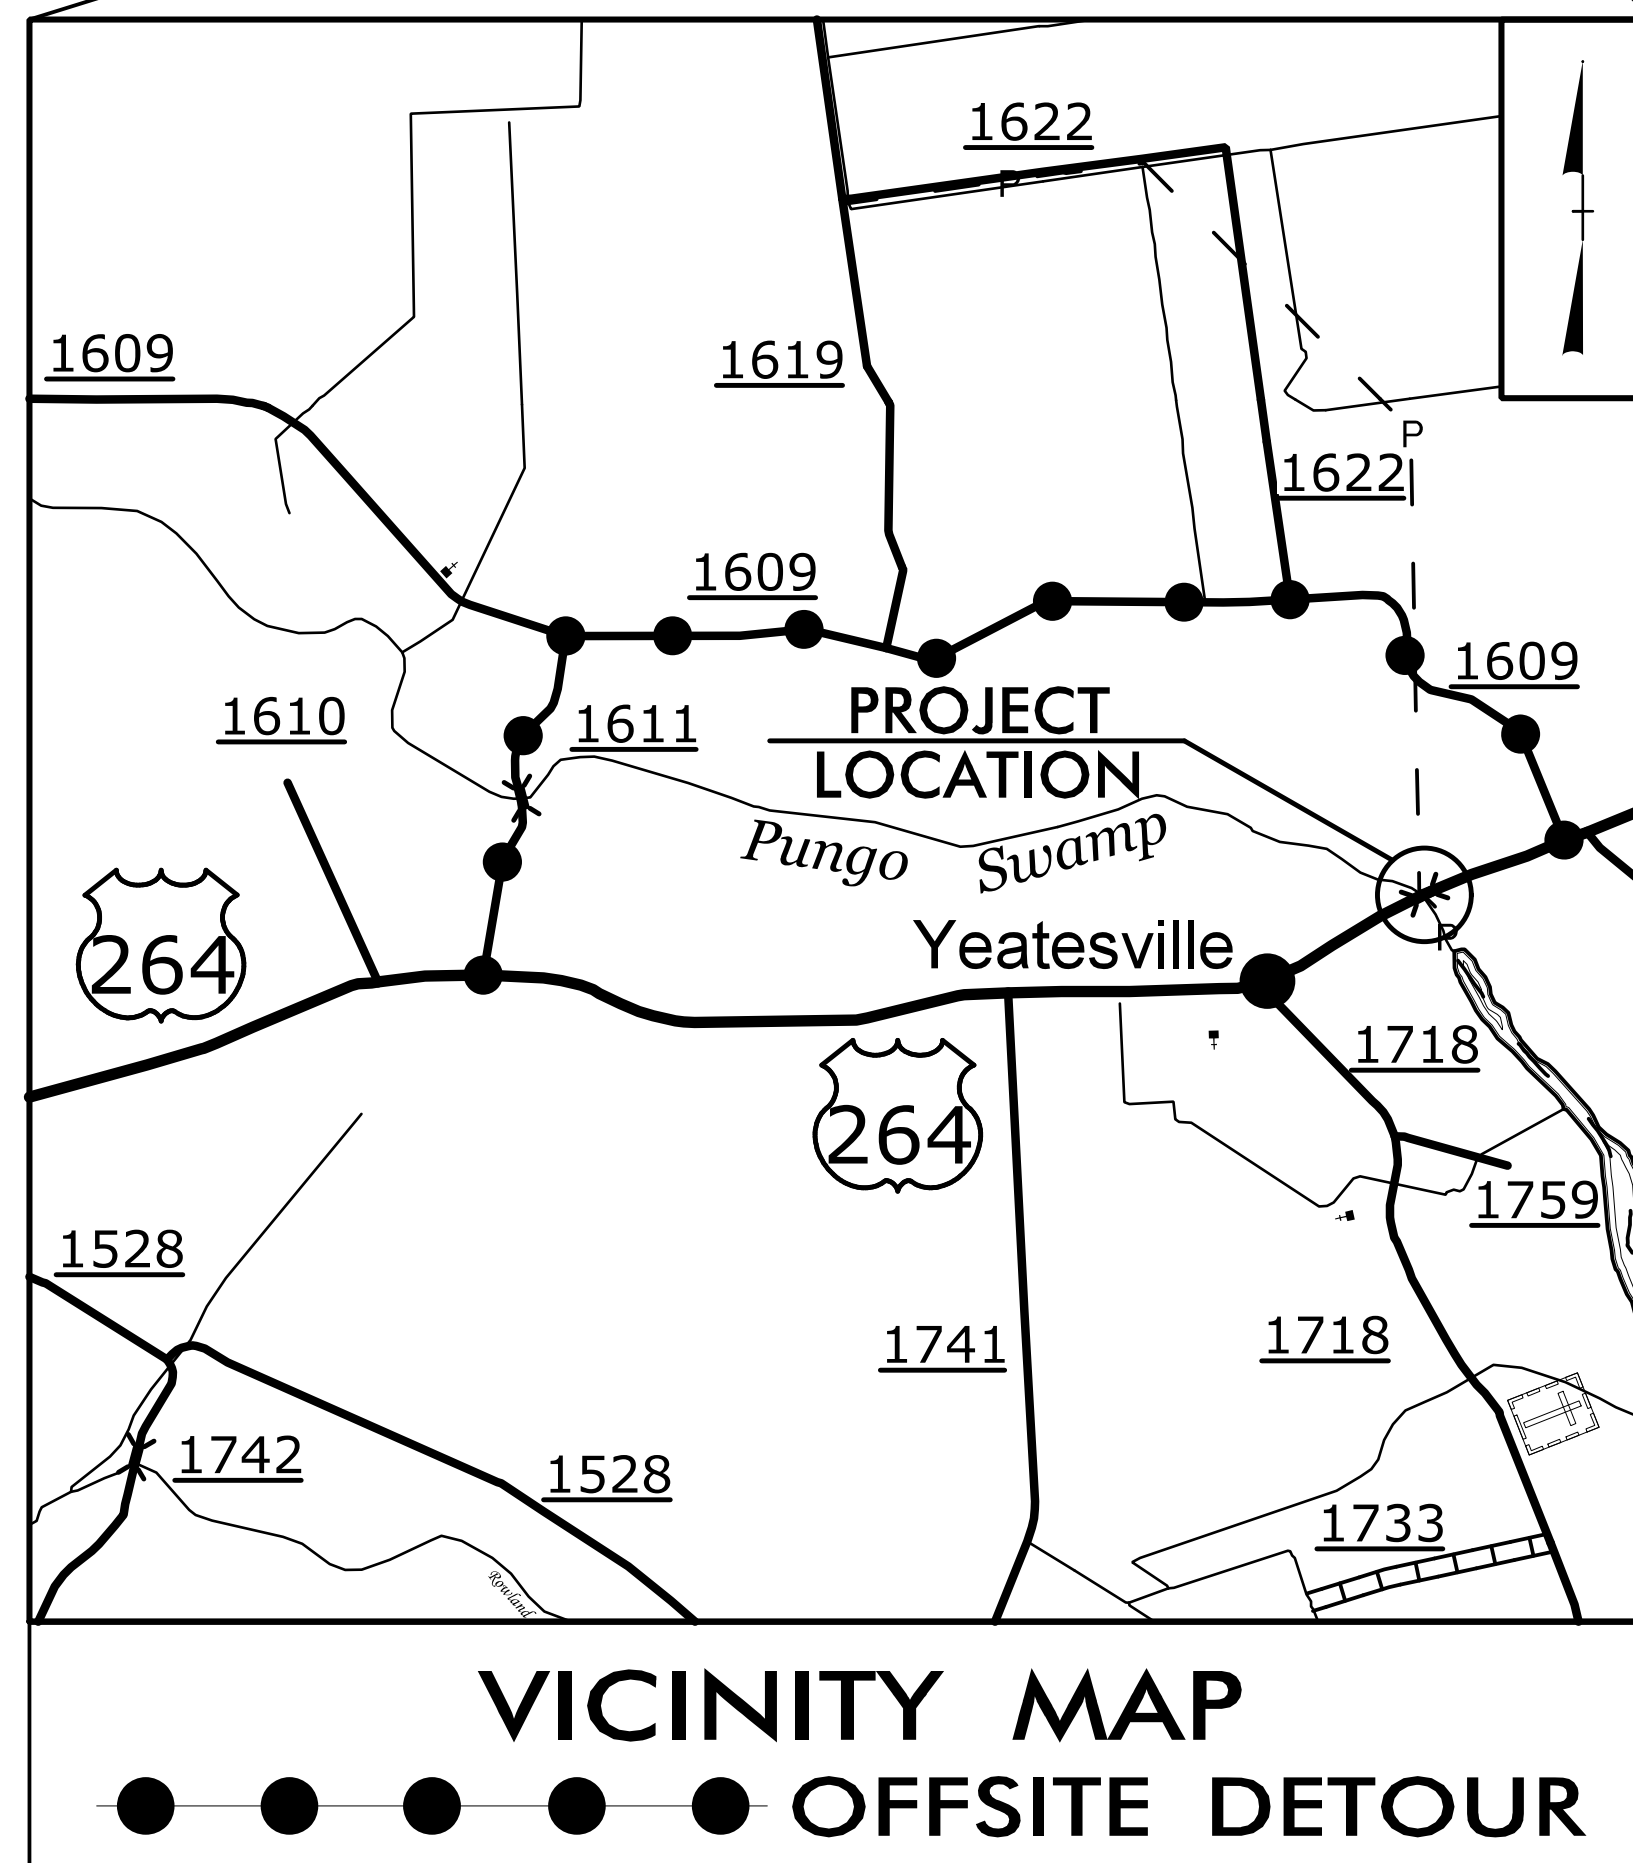 1622
P
1609
1619
P
1622
1609
1609
1610
1611
PROJECT
LOCATION
Pungo Swamp
264
Yeatesville
P
1718
264
1759
1528
1741
1718
1742
1528
1733
Rowland
VICINITY MAP
OFFSITE DETOUR